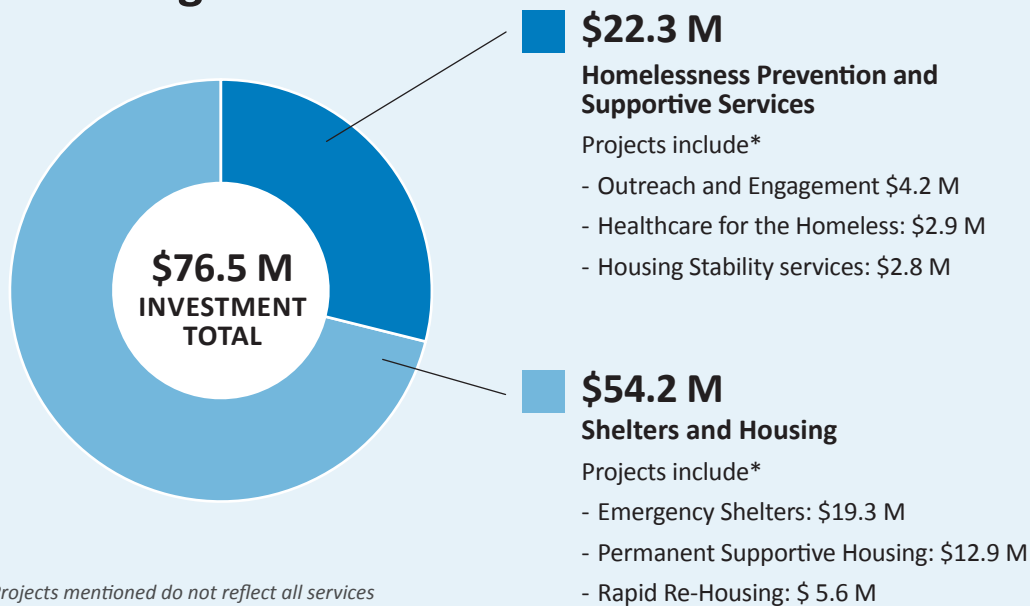 $76.5 M
INVESTMENT
TOTAL
$22.3 M
Homelessness Prevention and
Supportive Services
Projects include*
- Outreach and Engagement $4.2 M
- Healthcare for the Homeless: $2.9 M
- Housing Stability services: $2.8 M
$54.2 M
Shelters and Housing
Projects include*
- Emergency Shelters: $19.3 M
- Permanent Supportive Housing: $12.9 M
- Rapid Re-Housing: $ 5.6 M
Projects mentioned do not reflect all services